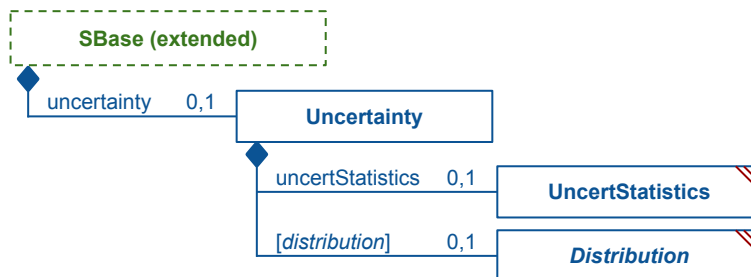 SBase (extended)
uncertainty 0,1
Uncertainty
uncertStatistics 0,1
UncertStatistics
[distribution] 0,1
Distribution